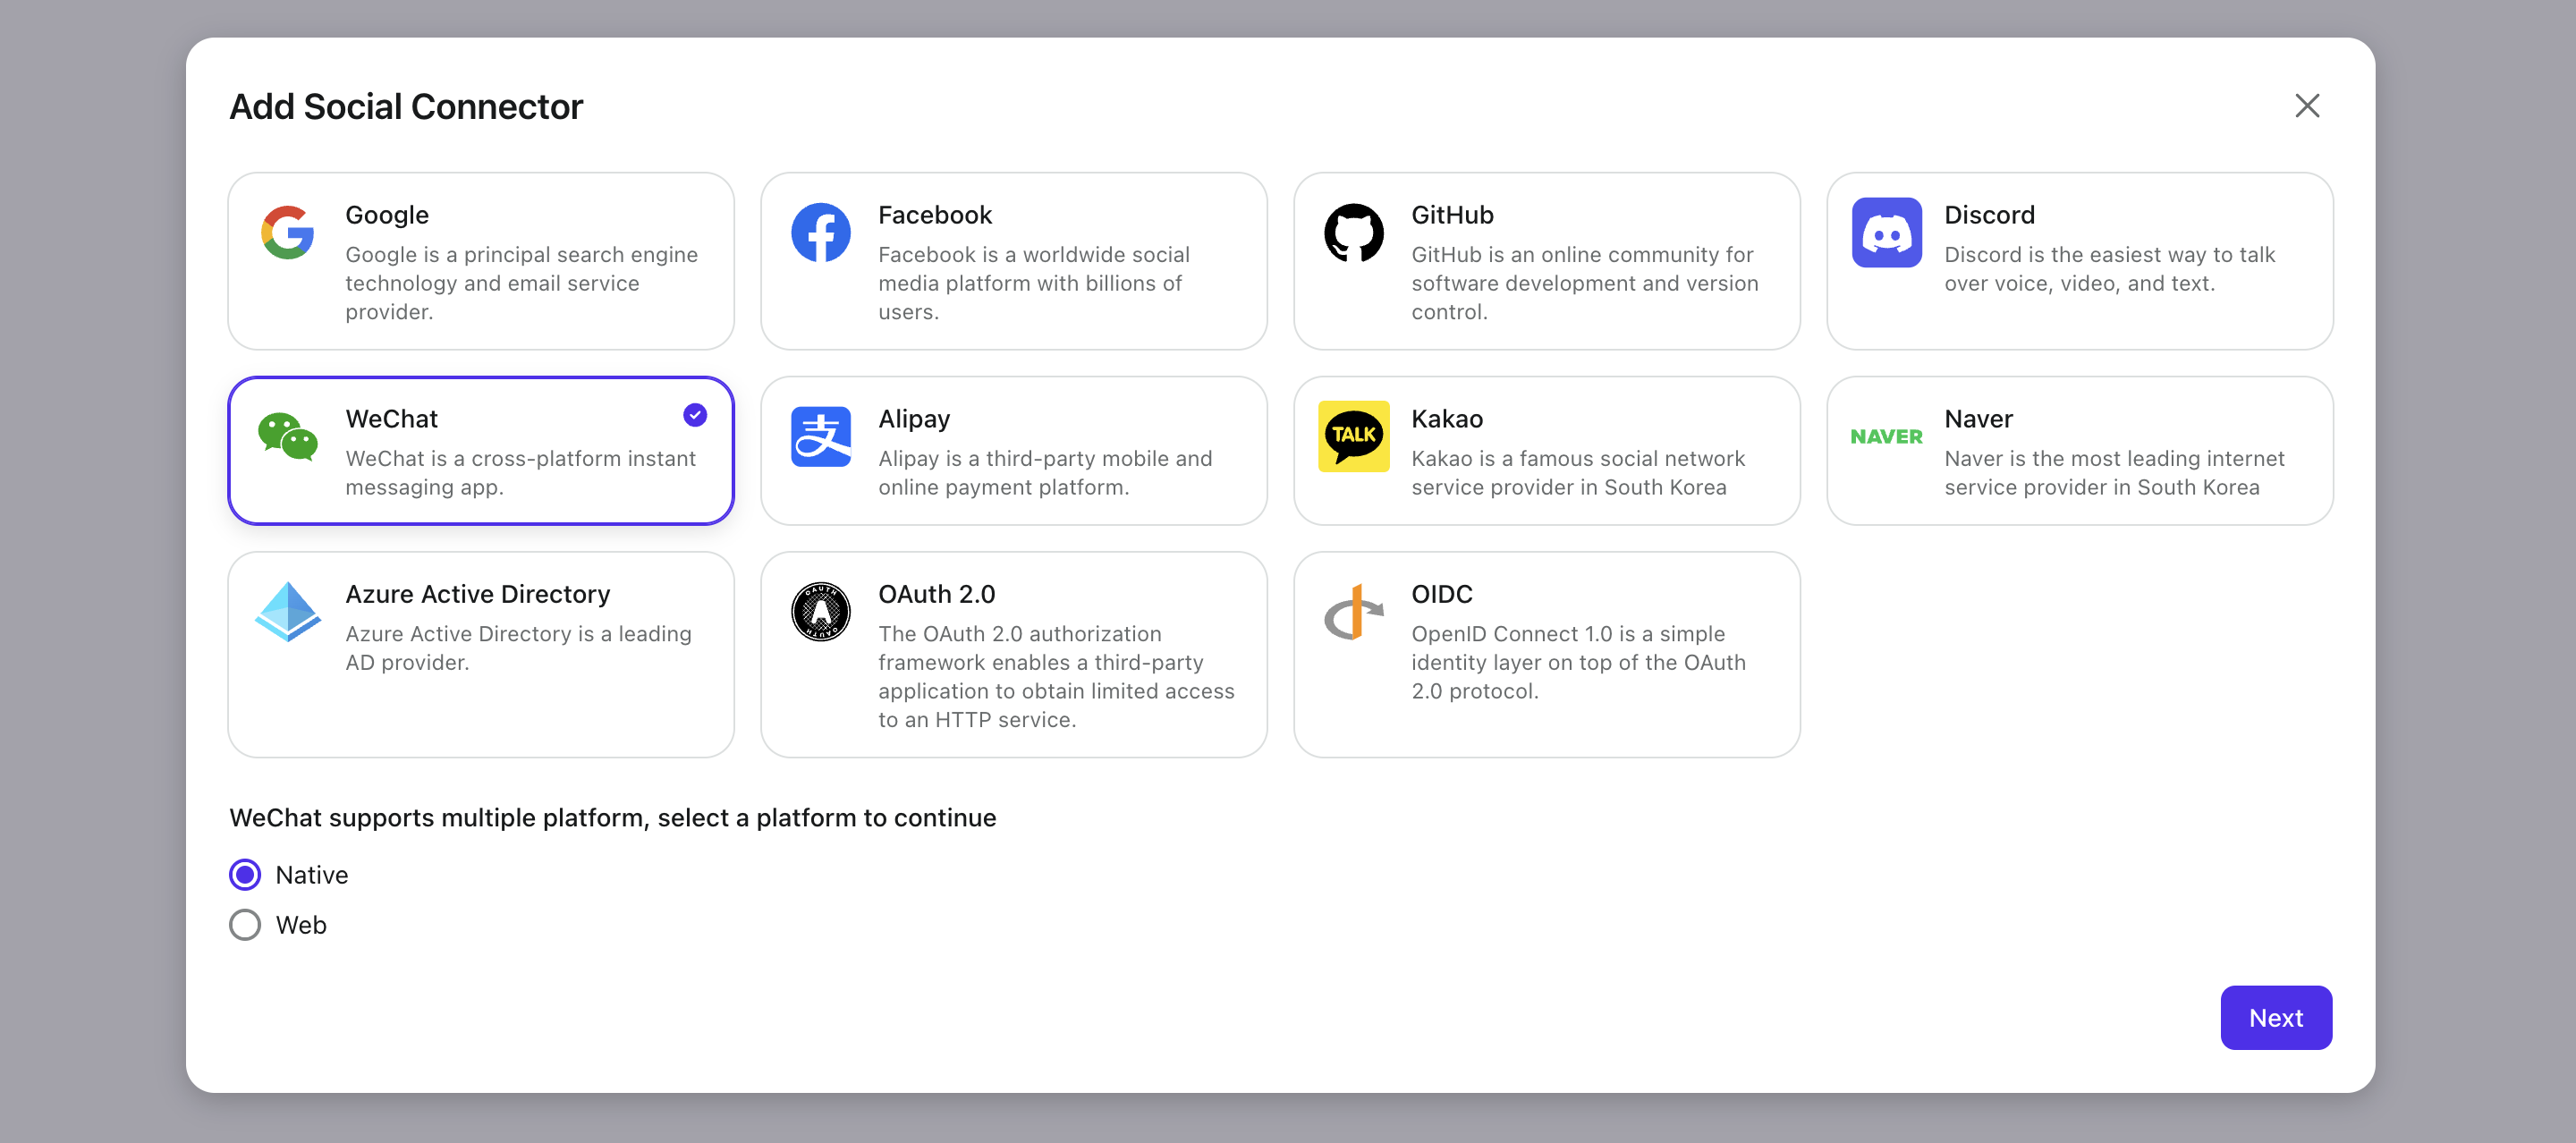 Add Social Connector
Google
Google is a principal search engine
technology and email service
provider.
Facebook
Facebook is a worldwide social
media platform with billions of
users.
GitHub
GitHub is an online community for
software development and version
control.
Discord
Discord is the easiest way to talk
over voice, video, and text.
WeChat
WeChat is a cross-platform instant
messaging app.
支
Alipay
Alipay is a third-party mobile and
online payment platform.
TALK
Kakao
Kakao is a famous social network
service provider in South Korea
NAVER
Naver
Naver is the most leading internet
service provider in South Korea
Azure Active Directory
Azure Active Directory is a leading
AD provider.
OAUTH
A
OAUTH
OAuth 2.0
The OAuth 2.0 authorization
framework enables a third-party
application to obtain limited access
to an HTTP service.
OIDC
OpenID Connect 1.0 is a simple
identity layer on top of the OAuth
2.0 protocol.
WeChat supports multiple platform, select a platform to continue
Native
Web
Next